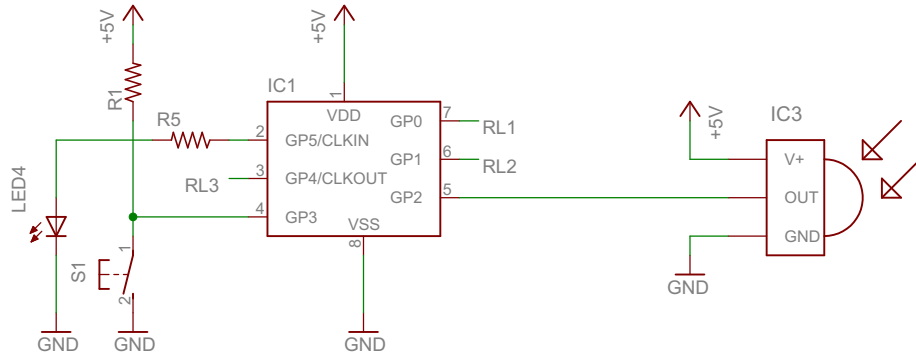 +5V
+5V
+5V
R1
R5
IC1
IC3
1
VDD
2
GP5/CLKIN
GP0
7
RL1
3
GP4/CLKOUT
GP1
6
RL2
RL3
4
GP3
GP2
5
VSS
8
V+
OUT
GND
LED4
S1
1
2
GND
GND
GND
GND